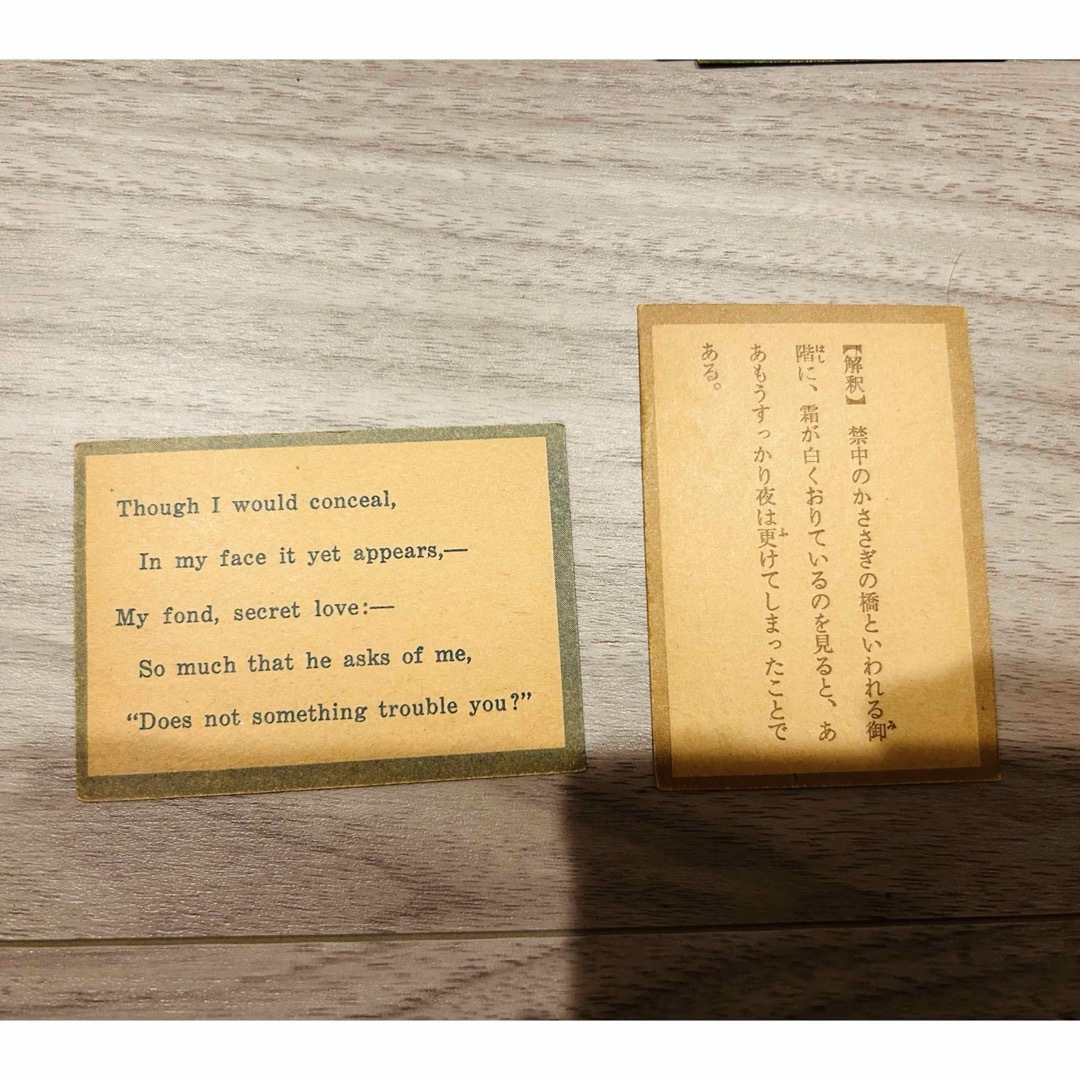 Though I would conceal,
In my face it yet appears,—
My fond, secret love:—
So much that he asks of me,
“Does not something trouble you?”
【解釈】 禁中のかささぎの橋といわれる御み
階はしに、霜が白くおりているのを見ると、あ
あもうすっかり夜は更ふけてしまったことで
ある。